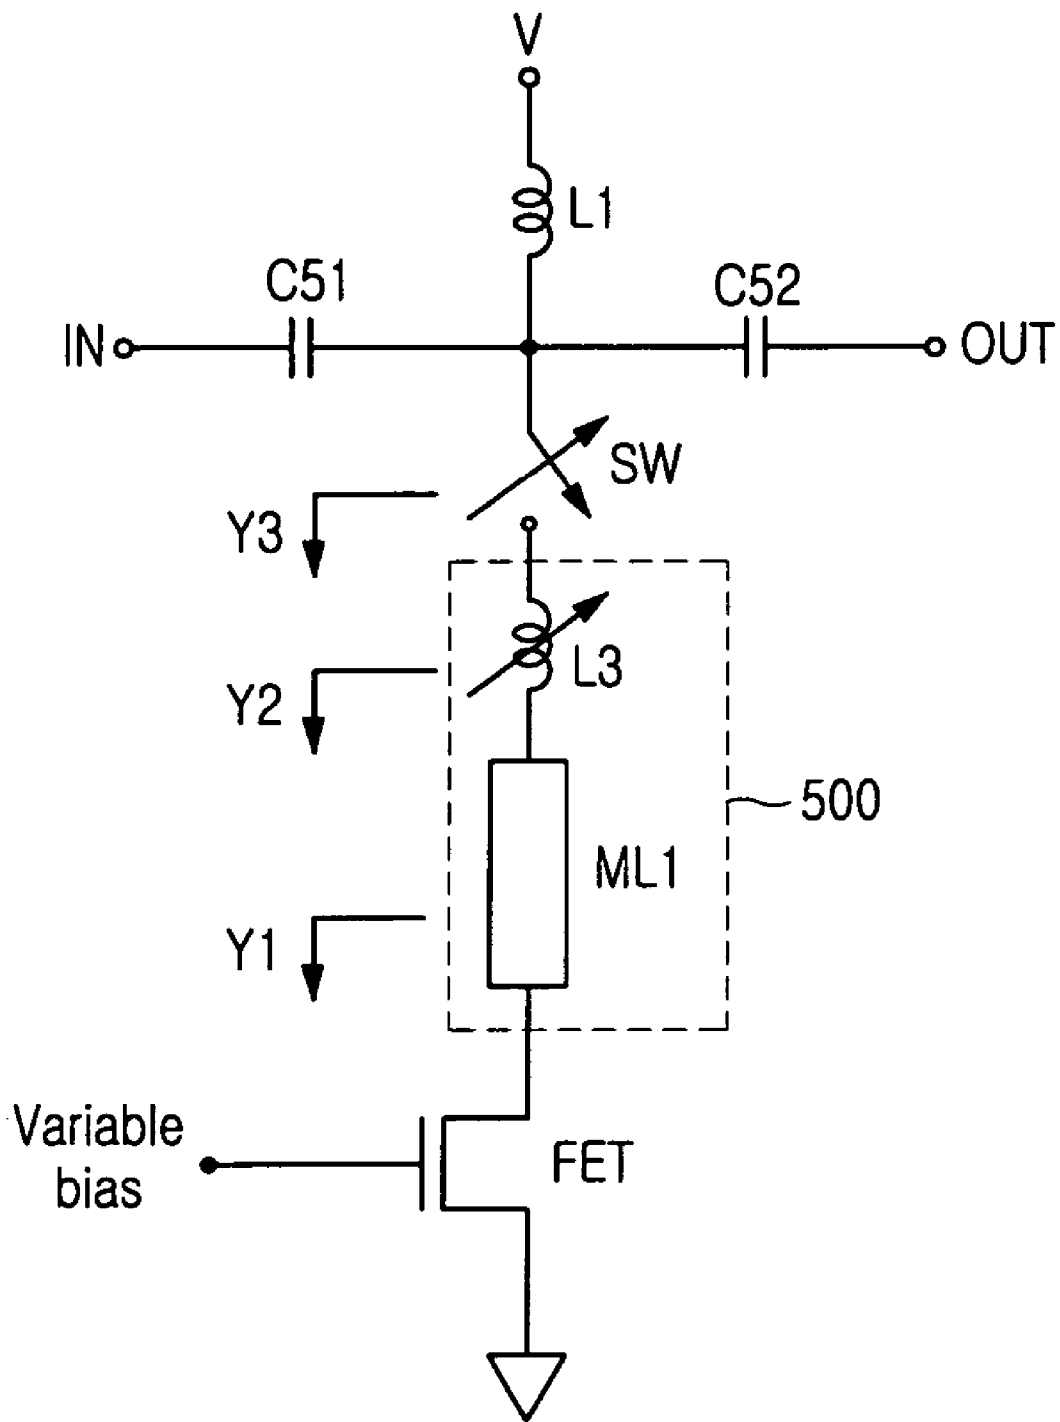 V
L1
C51
C52
IN
OUT
SW
Y3
L3
Y2
500
ML1
Y1
Variable
bias
FET